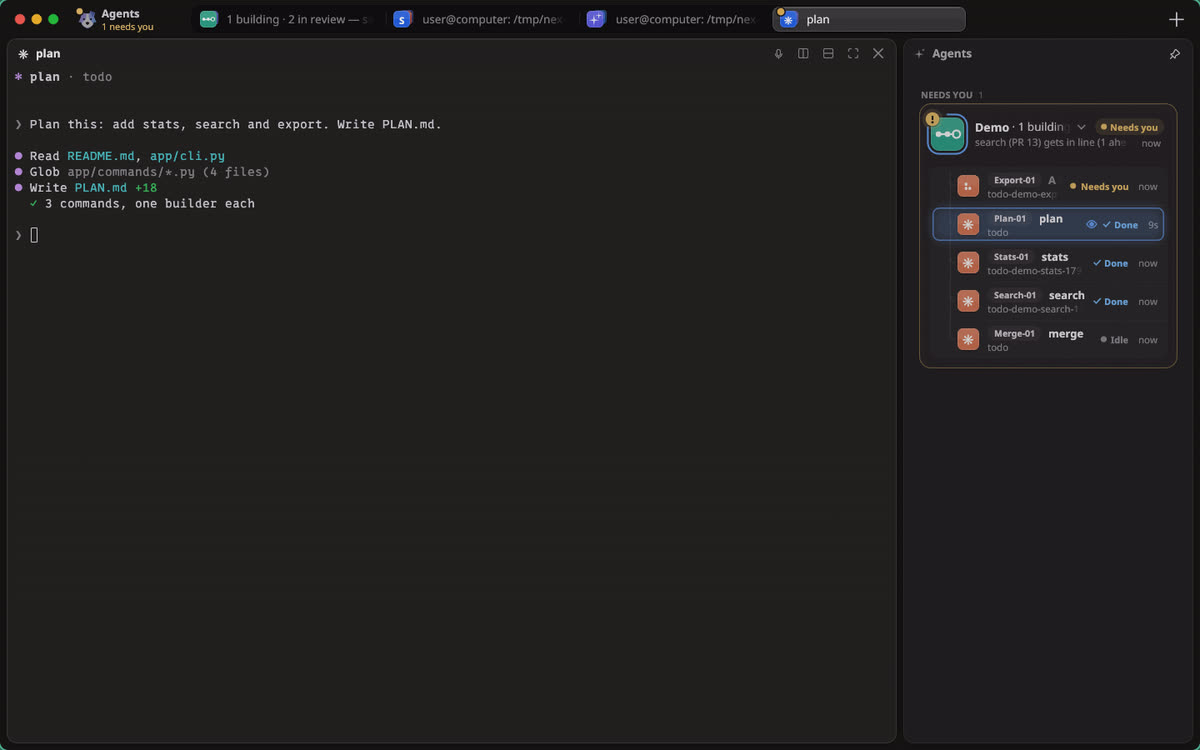 Agents
1 needs you
1 building · 2 in review —
user@computer: /tmp/nex
user@computer: /tmp/nex
plan
plan
plan · todo
❯ Plan this: add stats, search and export. Write PLAN.md.
Read README.md, app/cli.py
Glob app/commands/*.py (4 files)
Write PLAN.md +18
✓ 3 commands, one builder each
❯
Agents
NEEDS YOU 1
Demo · 1 buildin
Needs you
search (PR 13) gets in line (1 ahe
now
Export-01 A
Needs you now
todo-demo-exp
Plan-01 plan
✓ Done 9s
todo
Stats-01 stats
✓ Done now
todo-demo-stats-17
Search-01 search
✓ Done now
todo-demo-search-1
Merge-01 merge
Idle now
todo